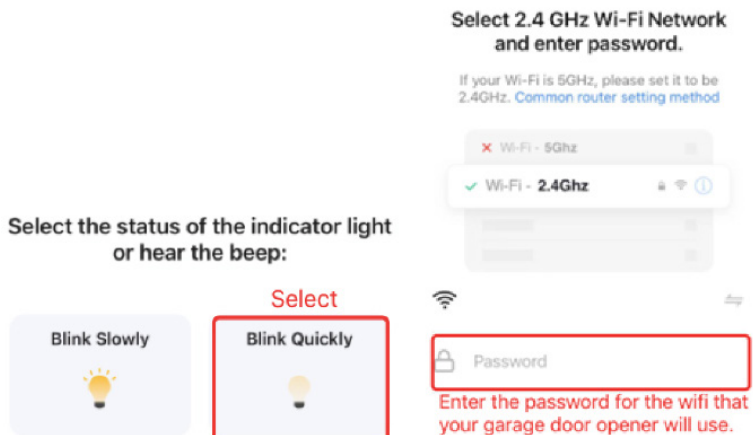 Select 2.4 GHz Wi-Fi Network
and enter password.
If your Wi-Fi is 5GHz, please set it to be
2.4GHz. Common router setting method
Wi-Fi - 5Ghz
Wi-Fi - 2.4Ghz
Select the status of the indicator light
or hear the beep:
Select
Blink Slowly
Blink Quickly
Password
Enter the password for the wifi that
your garage door opener will use.